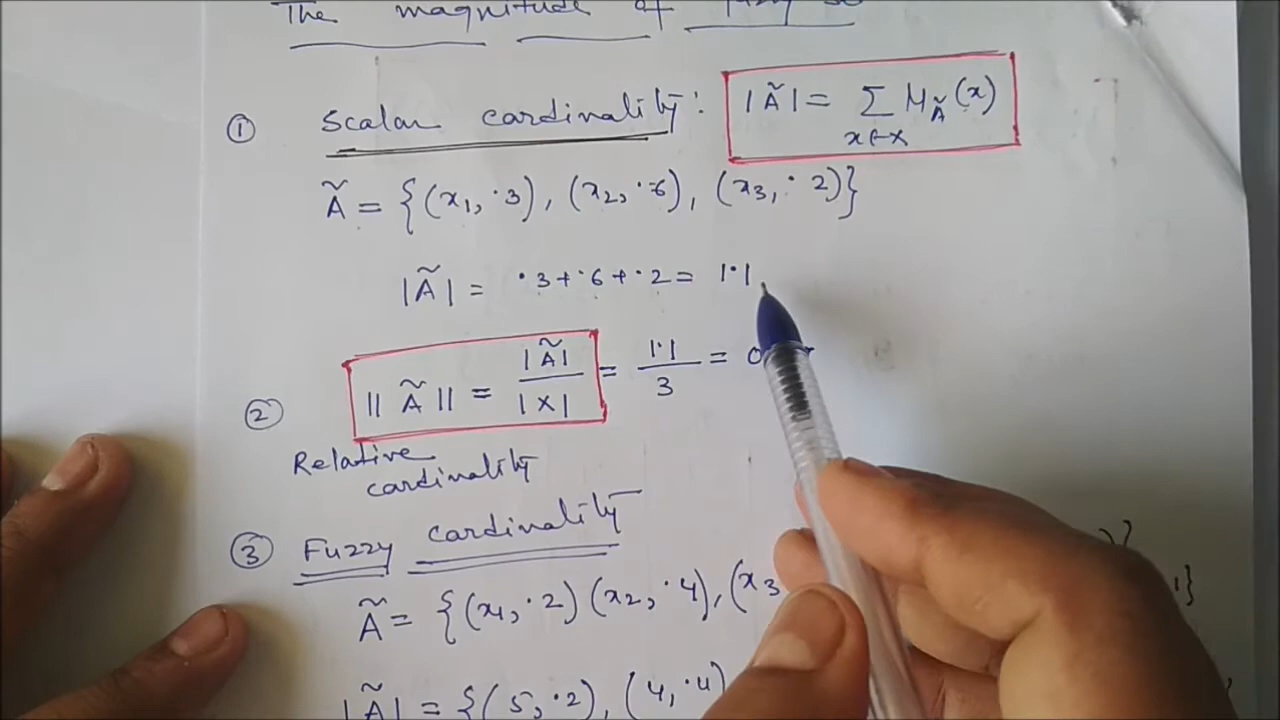 The magnitude of
① Scalar cardinality: |Ã| = Σ μ_Ã(x)
x∈X
Ã = {(x₁, ·3), (x₂, ·6), (x₃, ·2)}
|Ã| = ·3+·6+·2 = 1·1
② ||Ã|| = |Ã| / |X| = 1·1 / 3 = 0
Relative
cardinality
③ Fuzzy cardinality
Ã = {(x₁, ·2) (x₂, ·4), (x₃
|Ã| = {(5, ·2), (4, ·4)